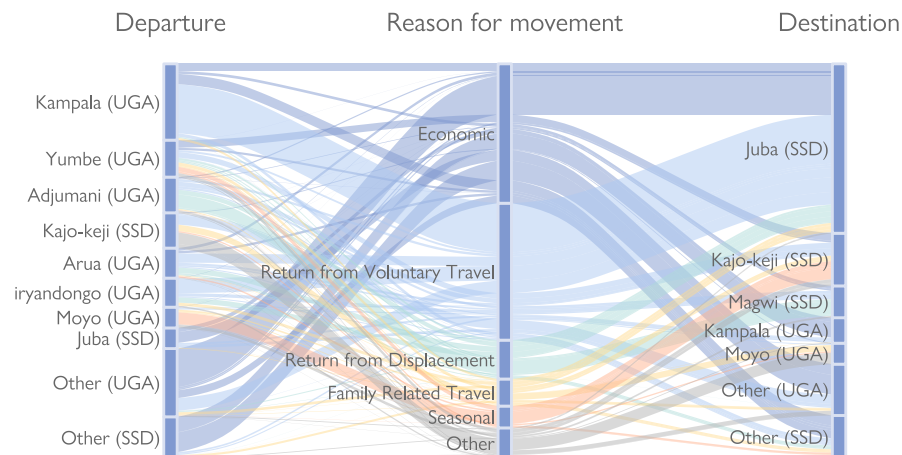 Departure
Reason for movement
Destination
Kampala (UGA)
Yumbe (UGA)
Adjumani (UGA)
Kajo-keji (SSD)
Arua (UGA)
iryandongo (UGA)
Moyo (UGA)
Juba (SSD)
Other (UGA)
Other (SSD)
Economic
Return from Voluntary Travel
Return from Displacement
Family Related Travel
Seasonal
Other
Juba (SSD)
Kajo-keji (SSD)
Magwi (SSD)
Kampala (UGA)
Moyo (UGA)
Other (UGA)
Other (SSD)